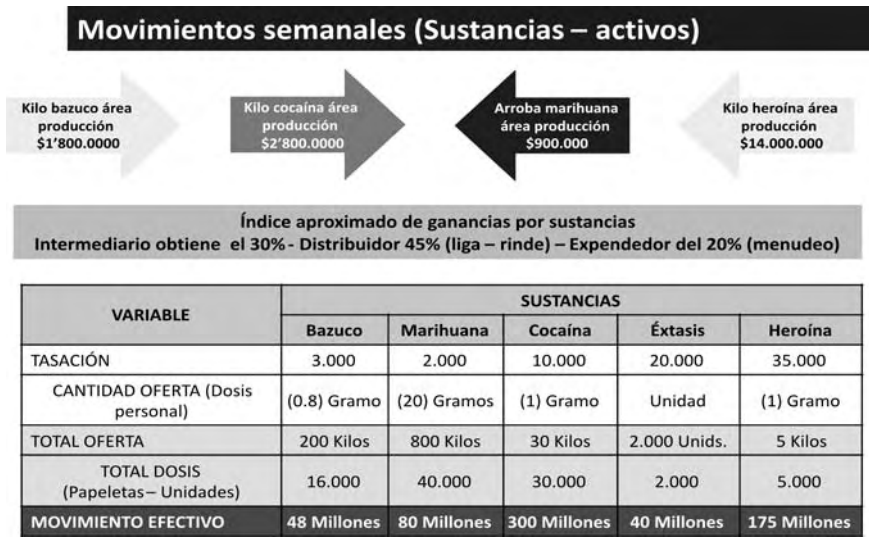 Movimientos semanales (Sustancias – activos)
Kilo bazuco área
producción
$1'800.0000
Kilo cocaína área
producción
$2'800.0000
Arroba marihuana
área producción
$900.000
Kilo heroína área
producción
$14.000.000
Índice aproximado de ganancias por sustancias
Intermediario obtiene el 30% - Distribuidor 45% (liga – rinde) – Expendedor del 20% (menudeo)
VARIABLE
SUSTANCIAS
Bazuco Marihuana Cocaína Éxtasis Heroína
TASACIÓN 3.000 2.000 10.000 20.000 35.000
CANTIDAD OFERTA (Dosis
personal) (0.8) Gramo (20) Gramos (1) Gramo Unidad (1) Gramo
TOTAL OFERTA 200 Kilos 800 Kilos 30 Kilos 2.000 Unids. 5 Kilos
TOTAL DOSIS
(Papeletas – Unidades) 16.000 40.000 30.000 2.000 5.000
MOVIMIENTO EFECTIVO 48 Millones 80 Millones 300 Millones 40 Millones 175 Millones